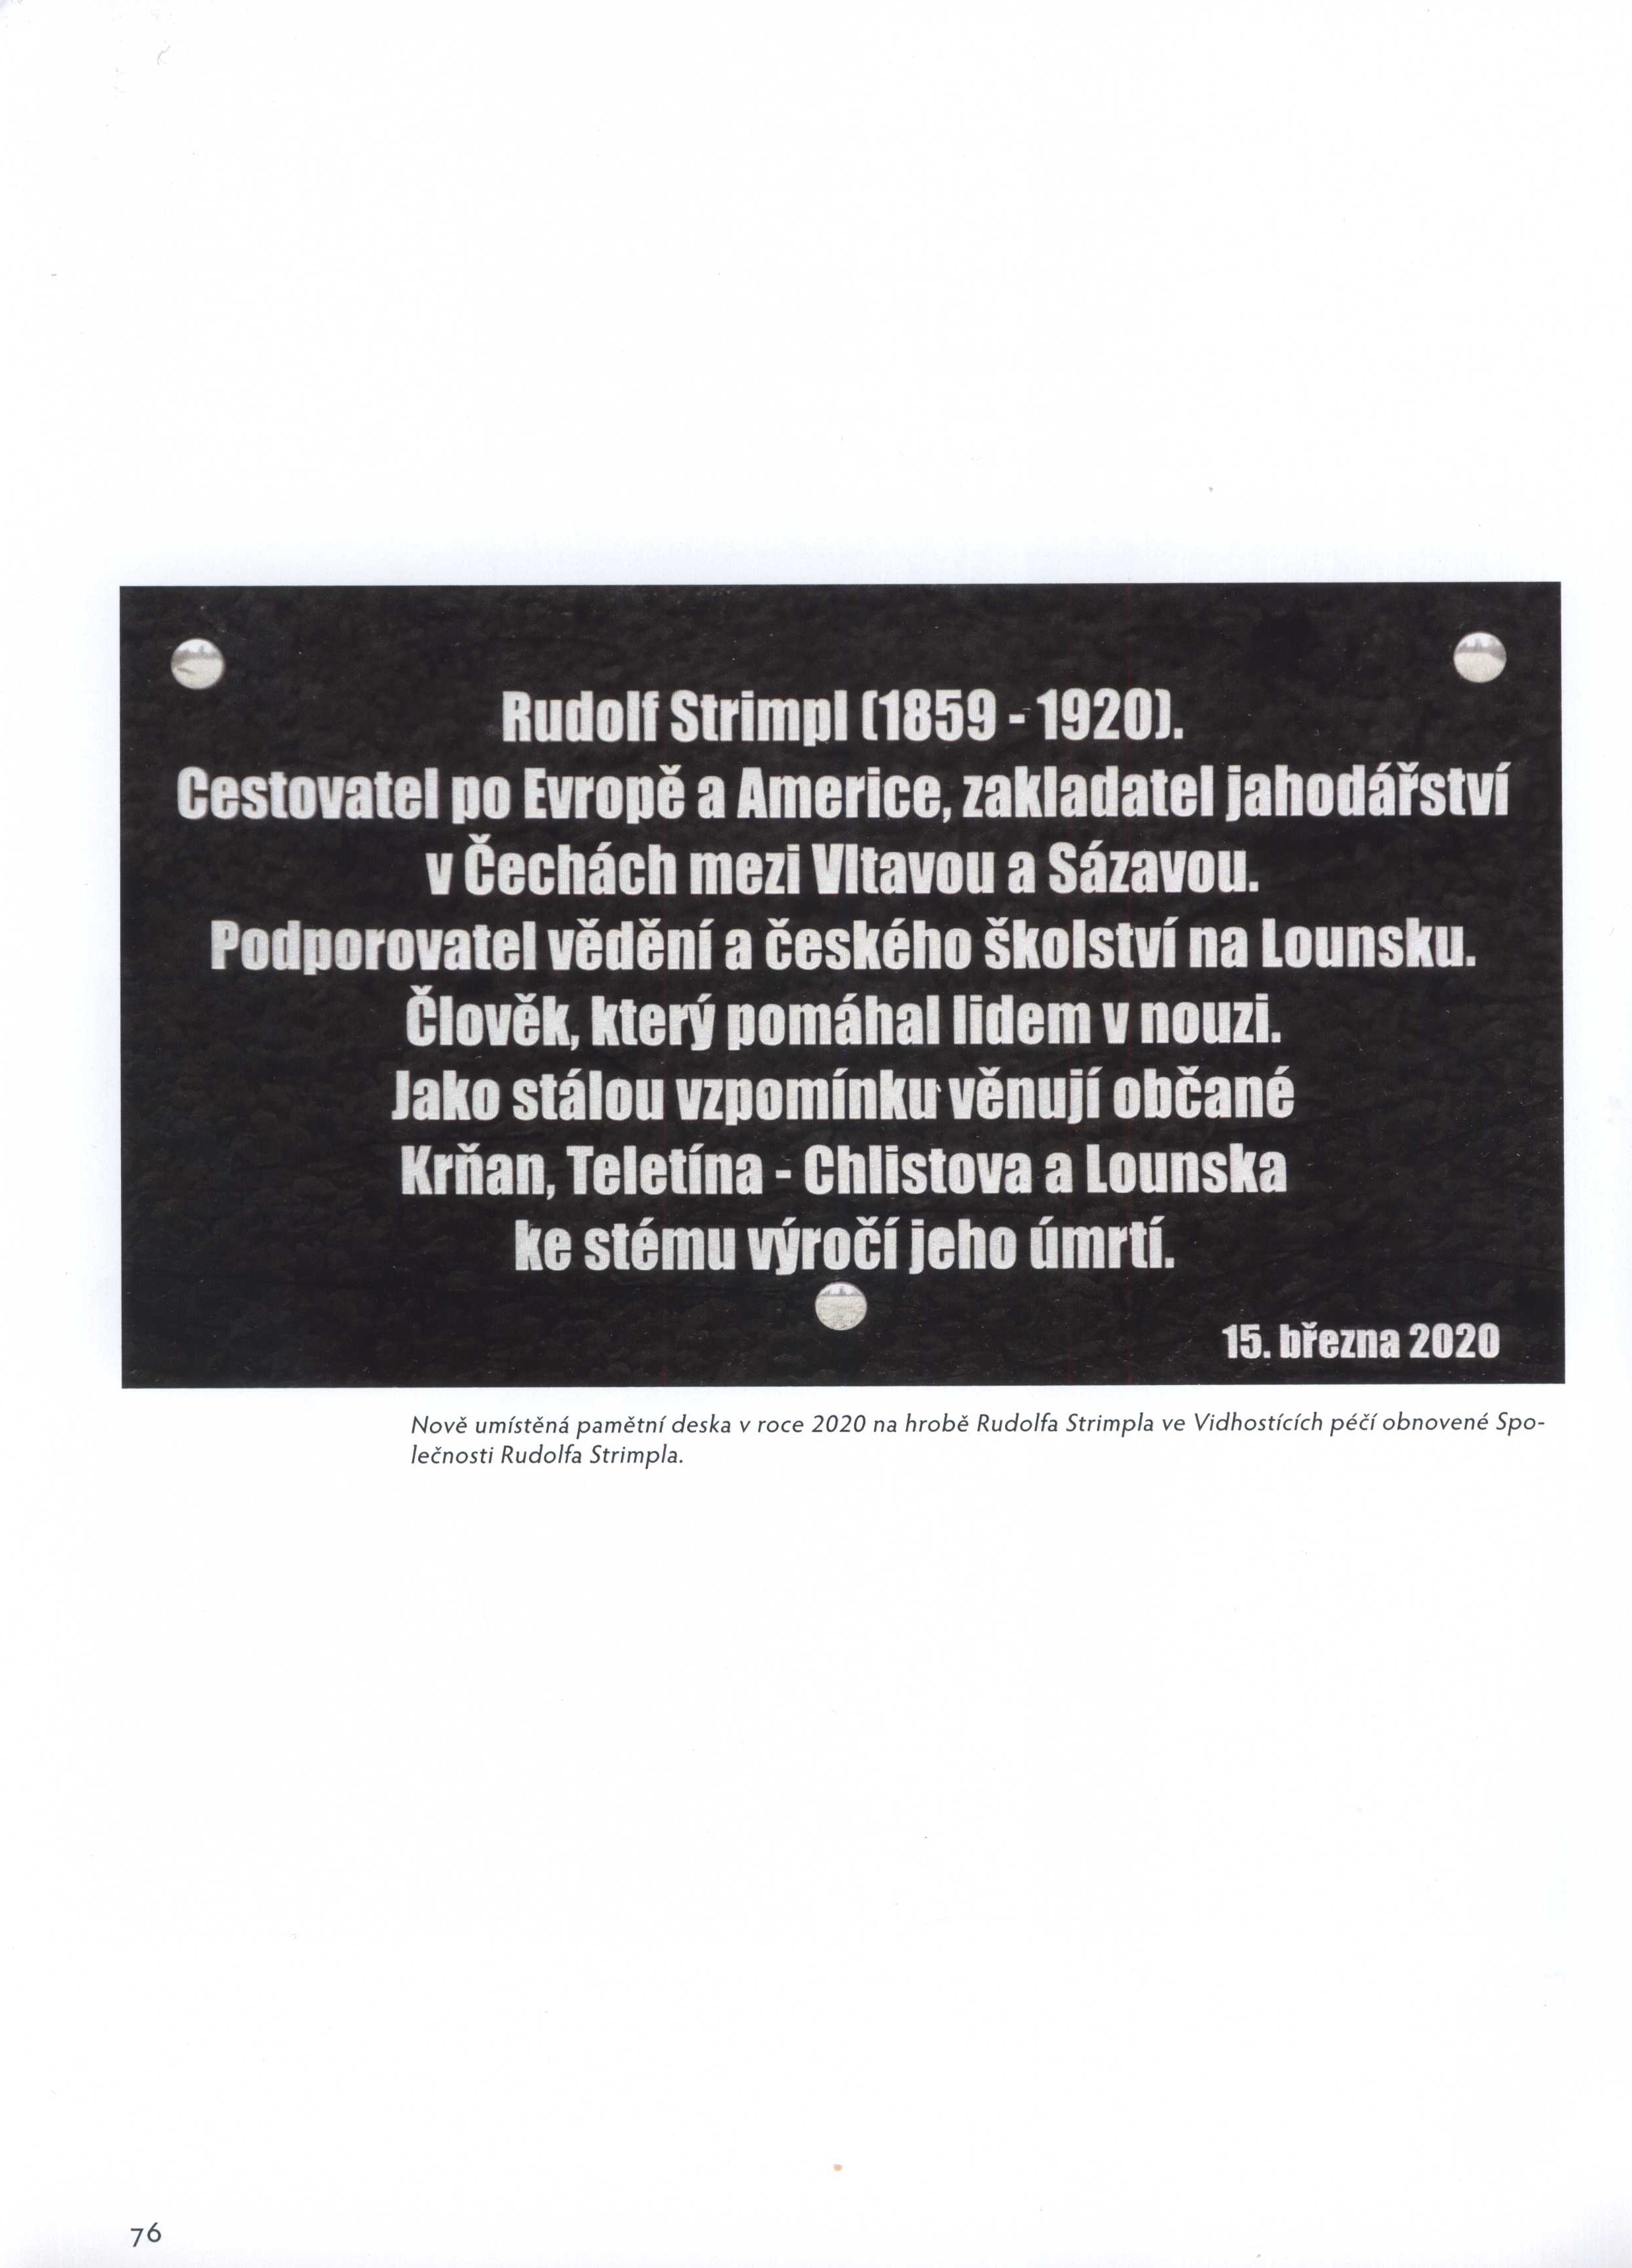 Rudolf Strimpl (1859 - 1920).
Cestovatel po Evropě a Americe, zakladatel jahodářství
v Čechách mezi Vltavou a Sázavou.
Podporovatel vědění a českého školství na Lounsku.
Člověk, který pomáhal lidem v nouzi.
Jako stálou vzpomínku věnují občané
Krňan, Teletína - Chlistova a Lounska
ke stému výročí jeho úmrtí.
15. března 2020
Nově umístěná pamětní deska v roce 2020 na hrobě Rudolfa Strimpla ve Vidhostících péčí obnovené Spo-
lečnosti Rudolfa Strimpla.
76